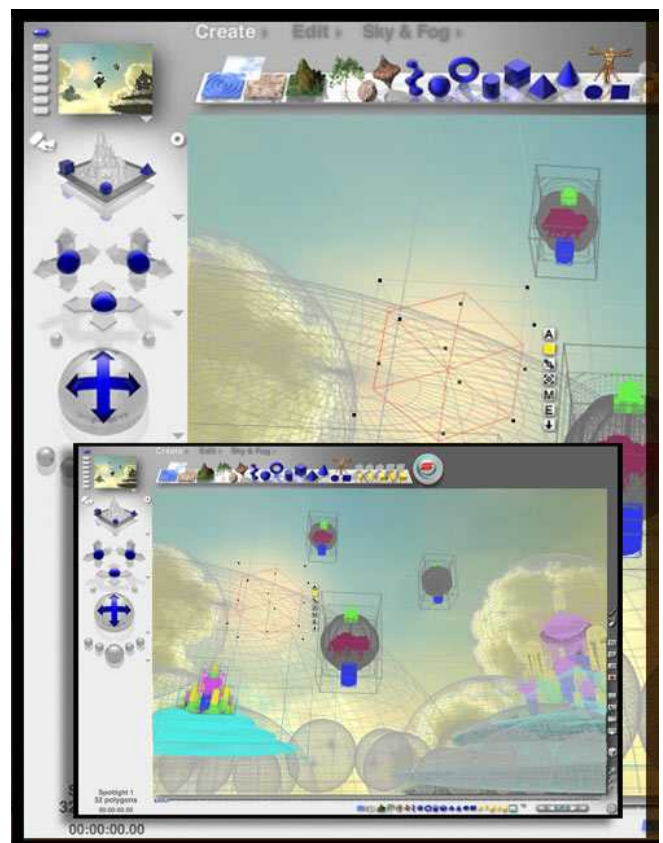 Create Edit Sky & Fog
A
M
E
Create Edit Sky & Fog
A
M
E
Spotlight 1
32 polygons
00:00:00.00
S
32
00:00:00.00